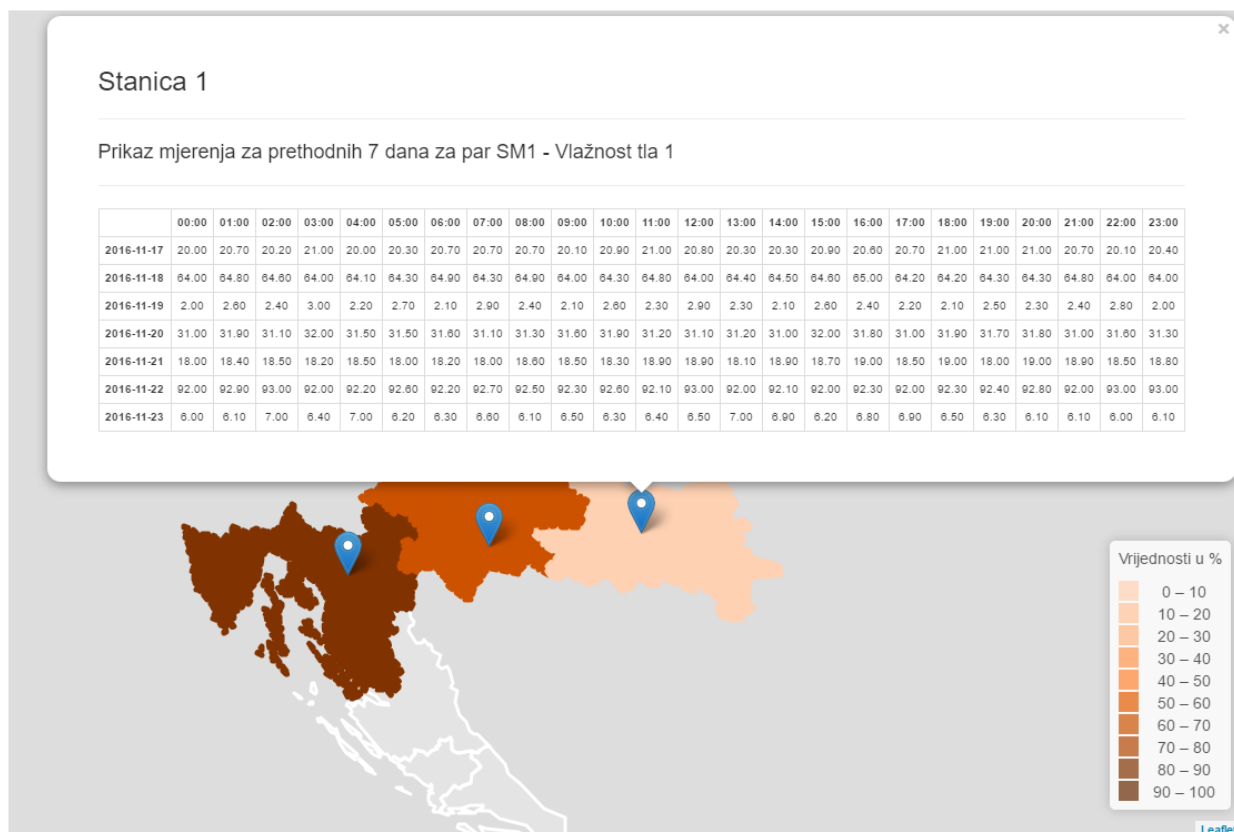 ×
Stanica 1
Prikaz mjerenja za prethodnih 7 dana za par SM1 - Vlažnost tla 1
00:00 01:00 02:00 03:00 04:00 05:00 06:00 07:00 08:00 09:00 10:00 11:00 12:00 13:00 14:00 15:00 16:00 17:00 18:00 19:00 20:00 21:00 22:00 23:00
2016-11-17 20.00 20.70 20.20 21.00 20.00 20.30 20.70 20.70 20.70 20.10 20.90 21.00 20.80 20.30 20.30 20.90 20.60 20.70 21.00 21.00 21.00 20.70 20.10 20.40
2016-11-18 64.00 64.80 64.60 64.00 64.10 64.30 64.90 64.30 64.90 64.00 64.30 64.80 64.00 64.40 64.50 64.60 65.00 64.20 64.20 64.30 64.30 64.80 64.00 64.00
2016-11-19 2.00 2.60 2.40 3.00 2.20 2.70 2.10 2.90 2.40 2.10 2.60 2.30 2.90 2.30 2.10 2.60 2.40 2.20 2.10 2.50 2.30 2.40 2.80 2.00
2016-11-20 31.00 31.90 31.10 32.00 31.50 31.50 31.60 31.10 31.30 31.60 31.90 31.20 31.10 31.20 31.00 32.00 31.80 31.00 31.90 31.70 31.80 31.00 31.60 31.30
2016-11-21 18.00 18.40 18.50 18.20 18.50 18.00 18.20 18.00 18.60 18.50 18.30 18.90 18.90 18.10 18.90 18.70 19.00 18.50 19.00 18.00 19.00 18.90 18.50 18.80
2016-11-22 92.00 92.90 93.00 92.00 92.20 92.60 92.20 92.70 92.50 92.30 92.60 92.10 93.00 92.00 92.10 92.00 92.30 92.00 92.30 92.40 92.80 92.00 93.00 93.00
2016-11-23 6.00 6.10 7.00 6.40 7.00 6.20 6.30 6.60 6.10 6.50 6.30 6.40 6.50 7.00 6.90 6.20 6.80 6.90 6.50 6.30 6.10 6.10 6.00 6.10
Vrijednosti u %
0 – 10
10 – 20
20 – 30
30 – 40
40 – 50
50 – 60
60 – 70
70 – 80
80 – 90
90 – 100
Leafle